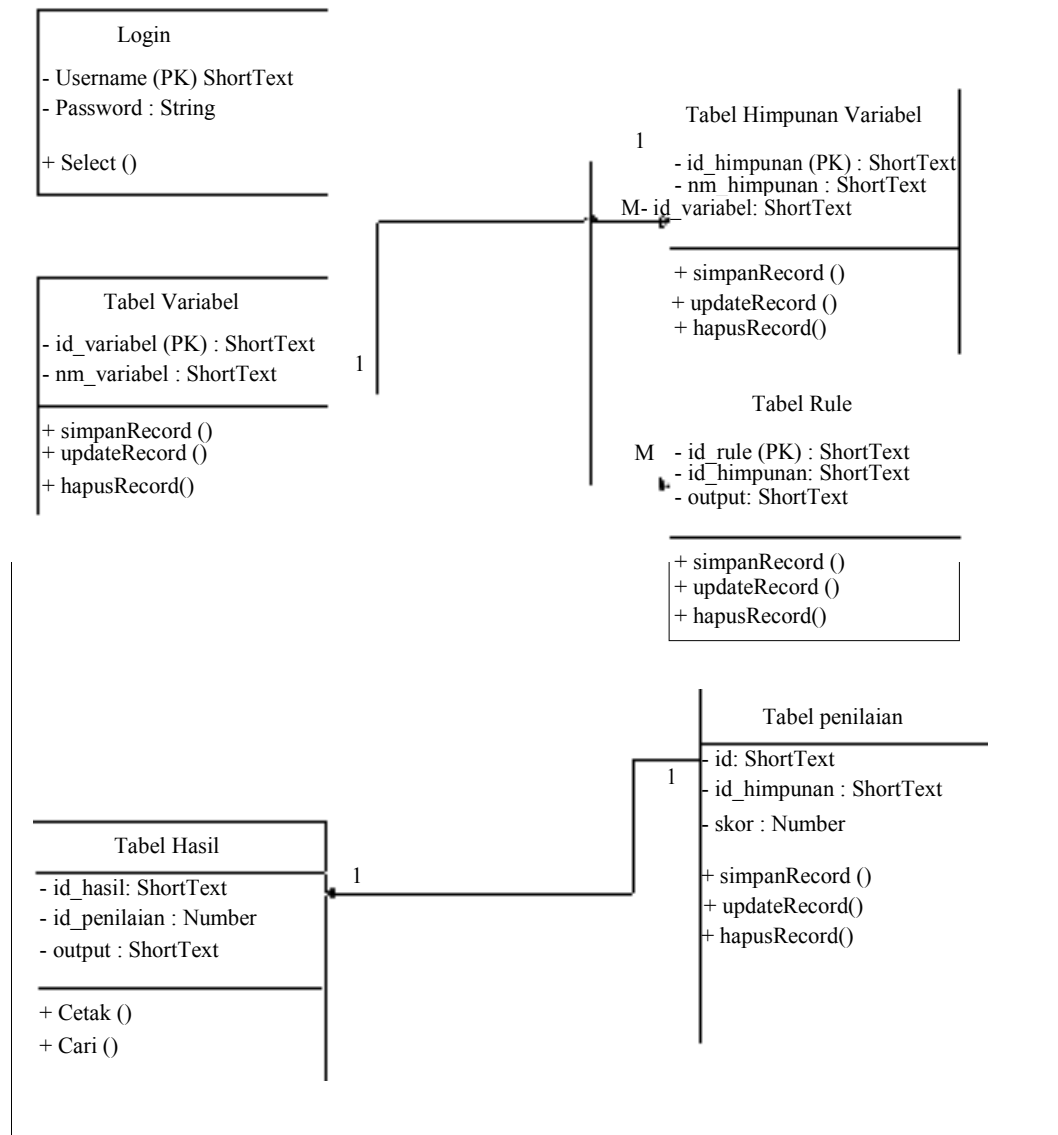 Login
- Username (PK) ShortText
- Password : String
+ Select ()
Tabel Himpunan Variabel
1
- id_himpunan (PK) : ShortText
- nm_himpunan : ShortText
M- id_variabel: ShortText
+ simpanRecord ()
+ updateRecord ()
+ hapusRecord()
Tabel Variabel
- id_variabel (PK) : ShortText
- nm_variabel : ShortText
1
+ simpanRecord ()
+ updateRecord ()
+ hapusRecord()
Tabel Rule
M - id_rule (PK) : ShortText
- id_himpunan: ShortText
- output: ShortText
+ simpanRecord ()
+ updateRecord ()
+ hapusRecord()
Tabel penilaian
- id: ShortText
1
- id_himpunan : ShortText
- skor : Number
+ simpanRecord ()
+ updateRecord()
+ hapusRecord()
Tabel Hasil
1
- id_hasil: ShortText
- id_penilaian : Number
- output : ShortText
+ Cetak ()
+ Cari ()